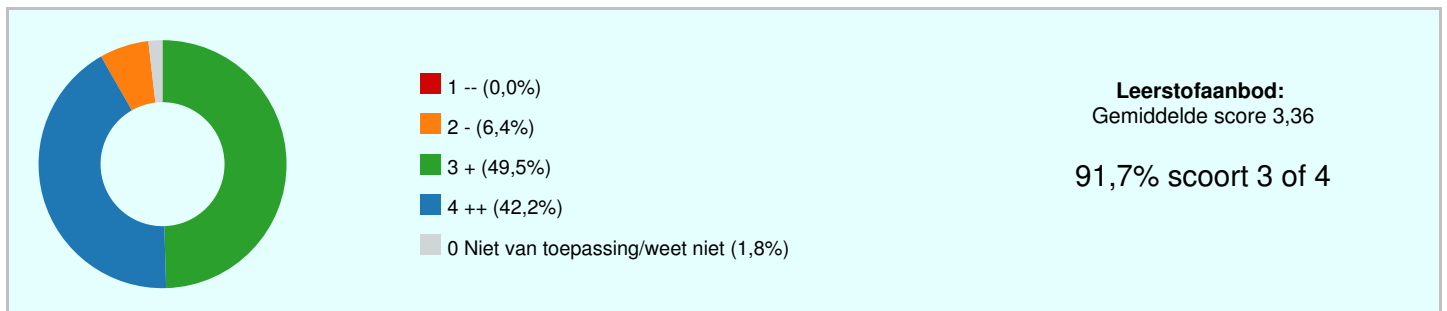 1 -- (0,0%)
2 - (6,4%)
3 + (49,5%)
4 ++ (42,2%)
0 Niet van toepassing/weet niet (1,8%)
Leerstofaanbod:
Gemiddelde score 3,36
91,7% scoort 3 of 4